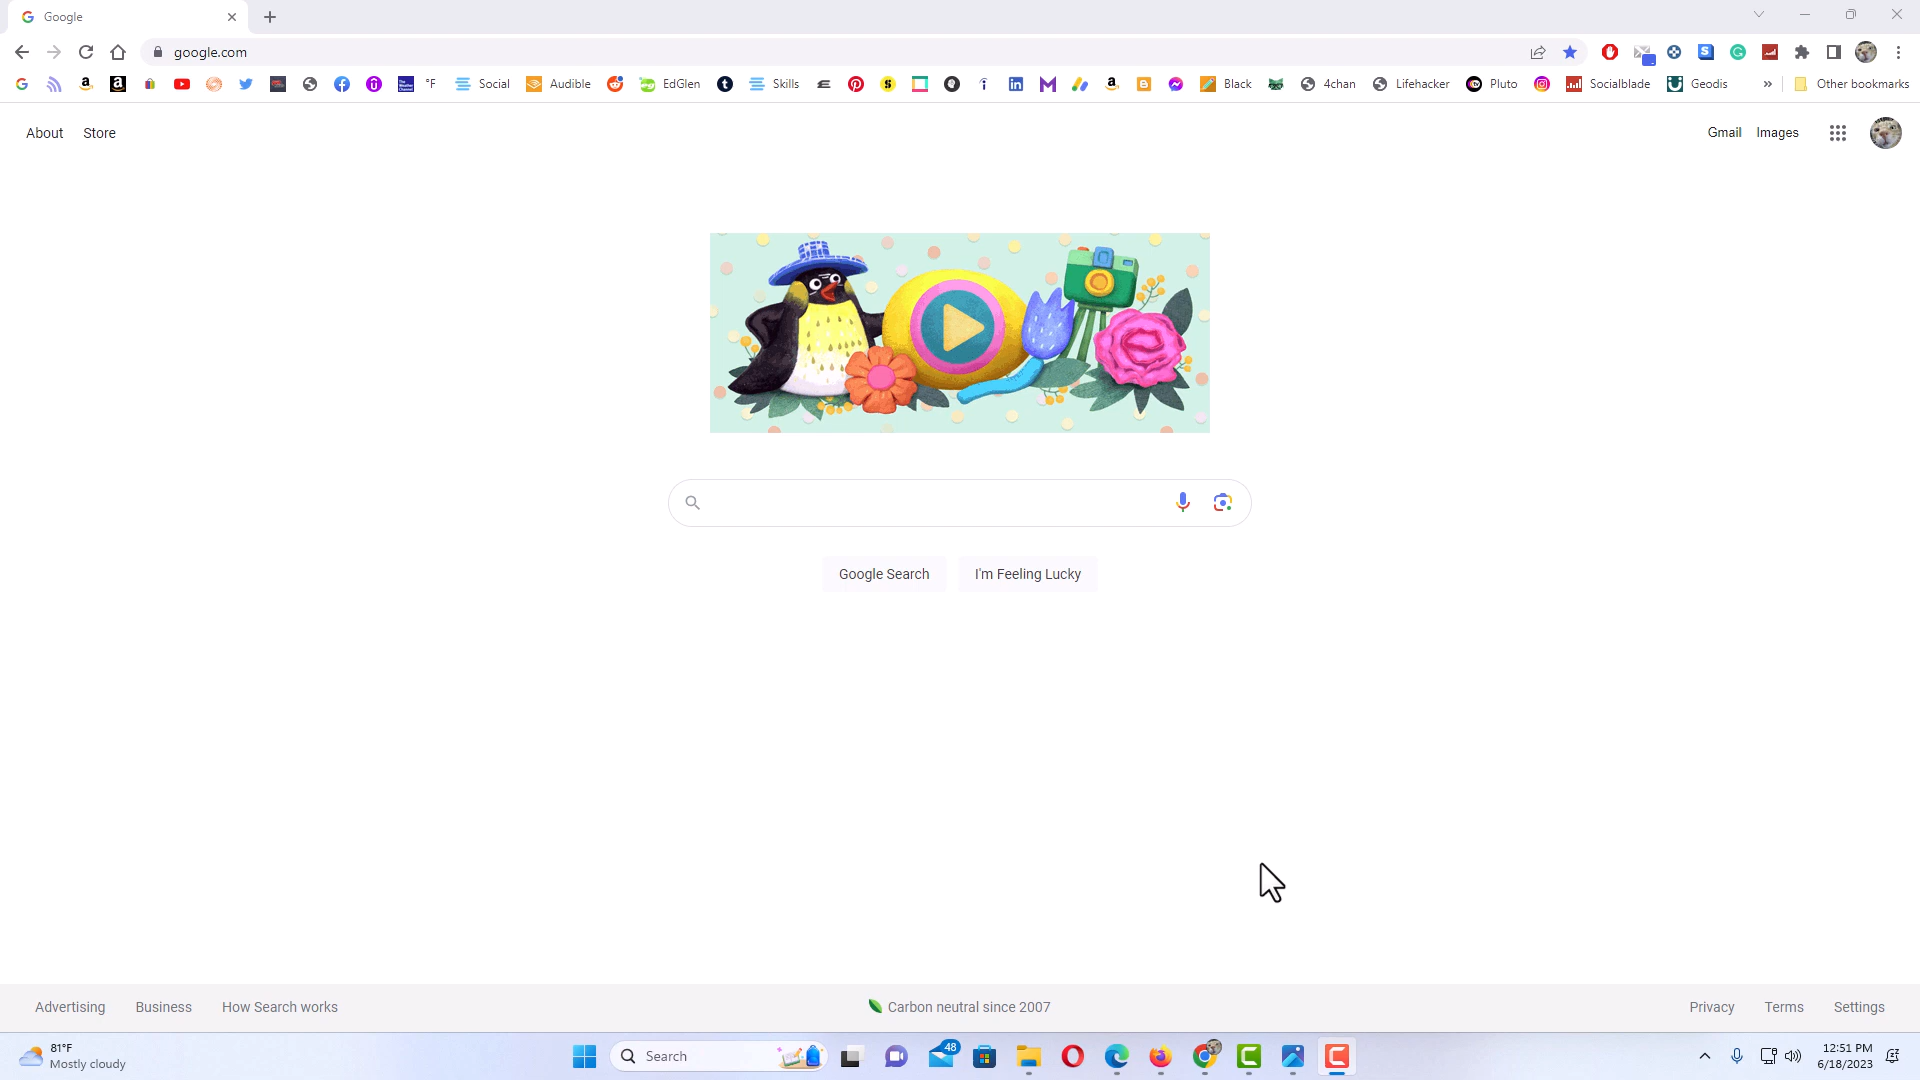 Google
google.com
°F
Social
Audible
EdGlen
Skills
Black
4chan
Lifehacker
Pluto
Socialblade
Geodis
»
Other bookmarks
About
Store
Gmail
Images
Google Search
I'm Feeling Lucky
Advertising
Business
How Search works
Carbon neutral since 2007
Privacy
Terms
Settings
81°F
Mostly cloudy
Search
48
12:51 PM
6/18/2023